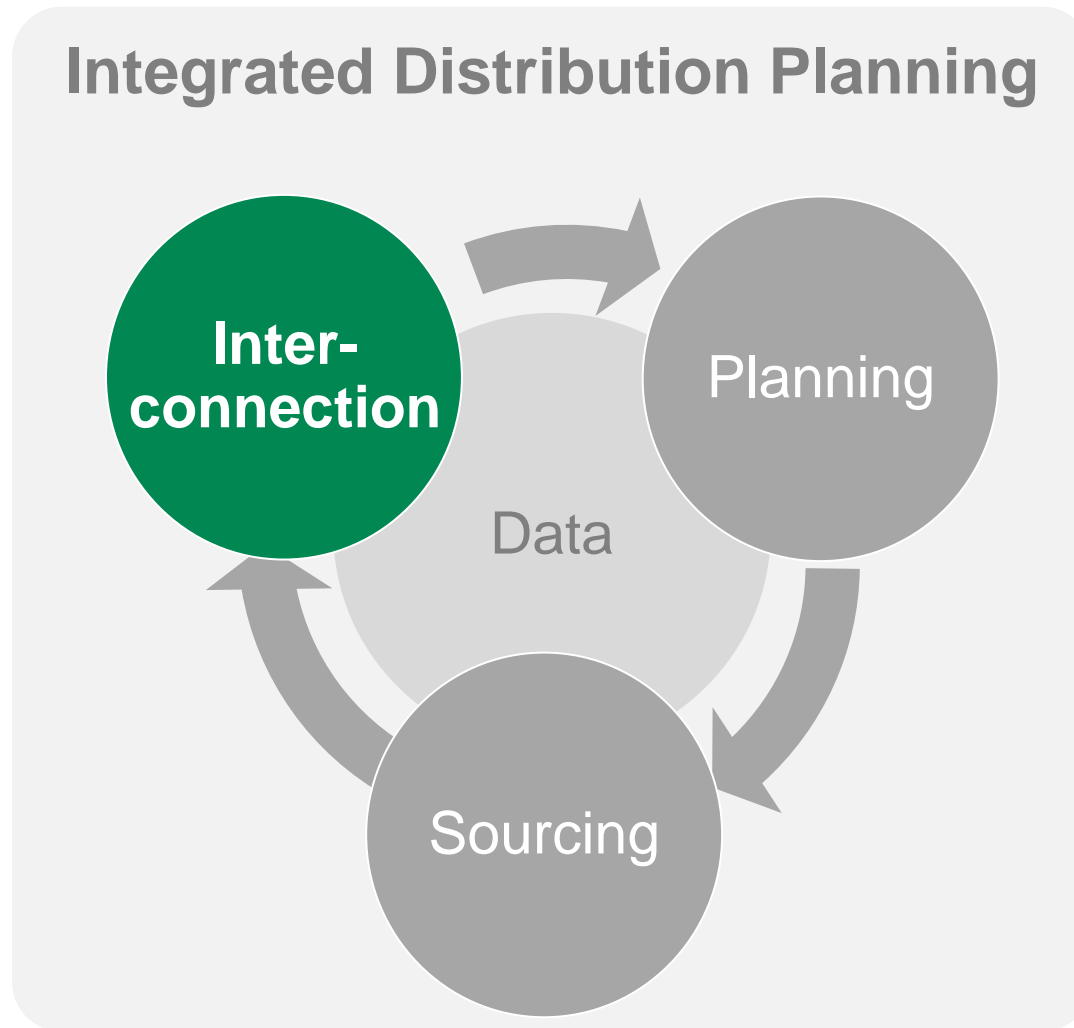 Integrated Distribution Planning
Inter-
connection
Planning
Data
Sourcing